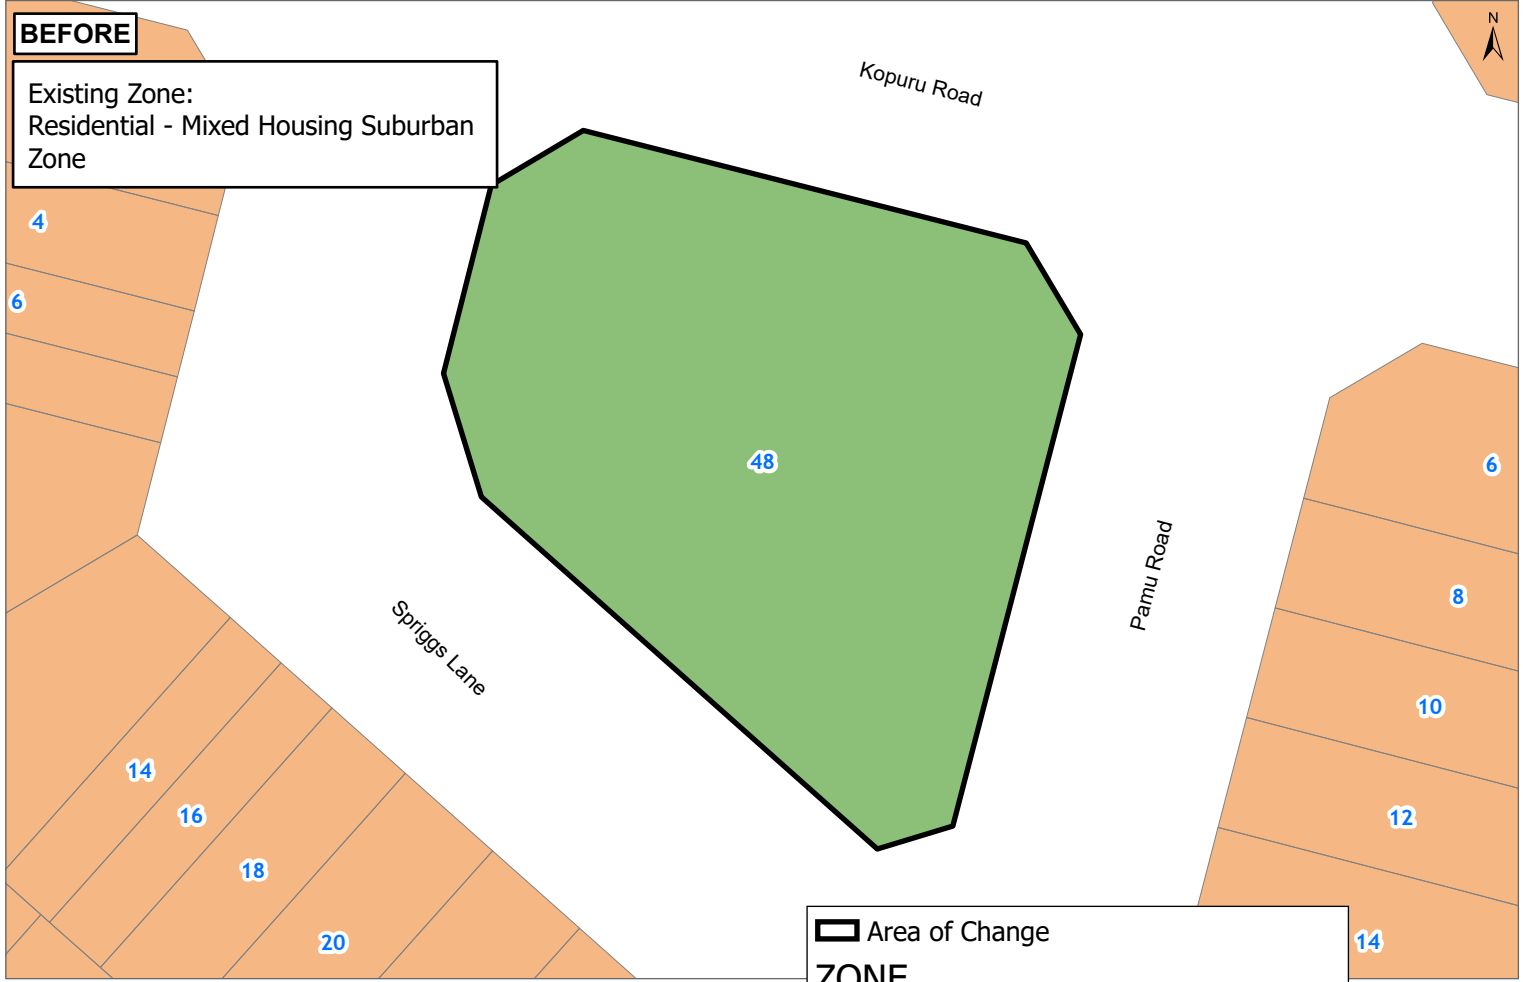 BEFORE
N
Existing Zone:
Residential - Mixed Housing Suburban
Zone
Kopuru Road
4
6
48
6
Pamu Road
8
Spriggs Lane
10
14
16
12
18
20
Area of Change
14
ZONE